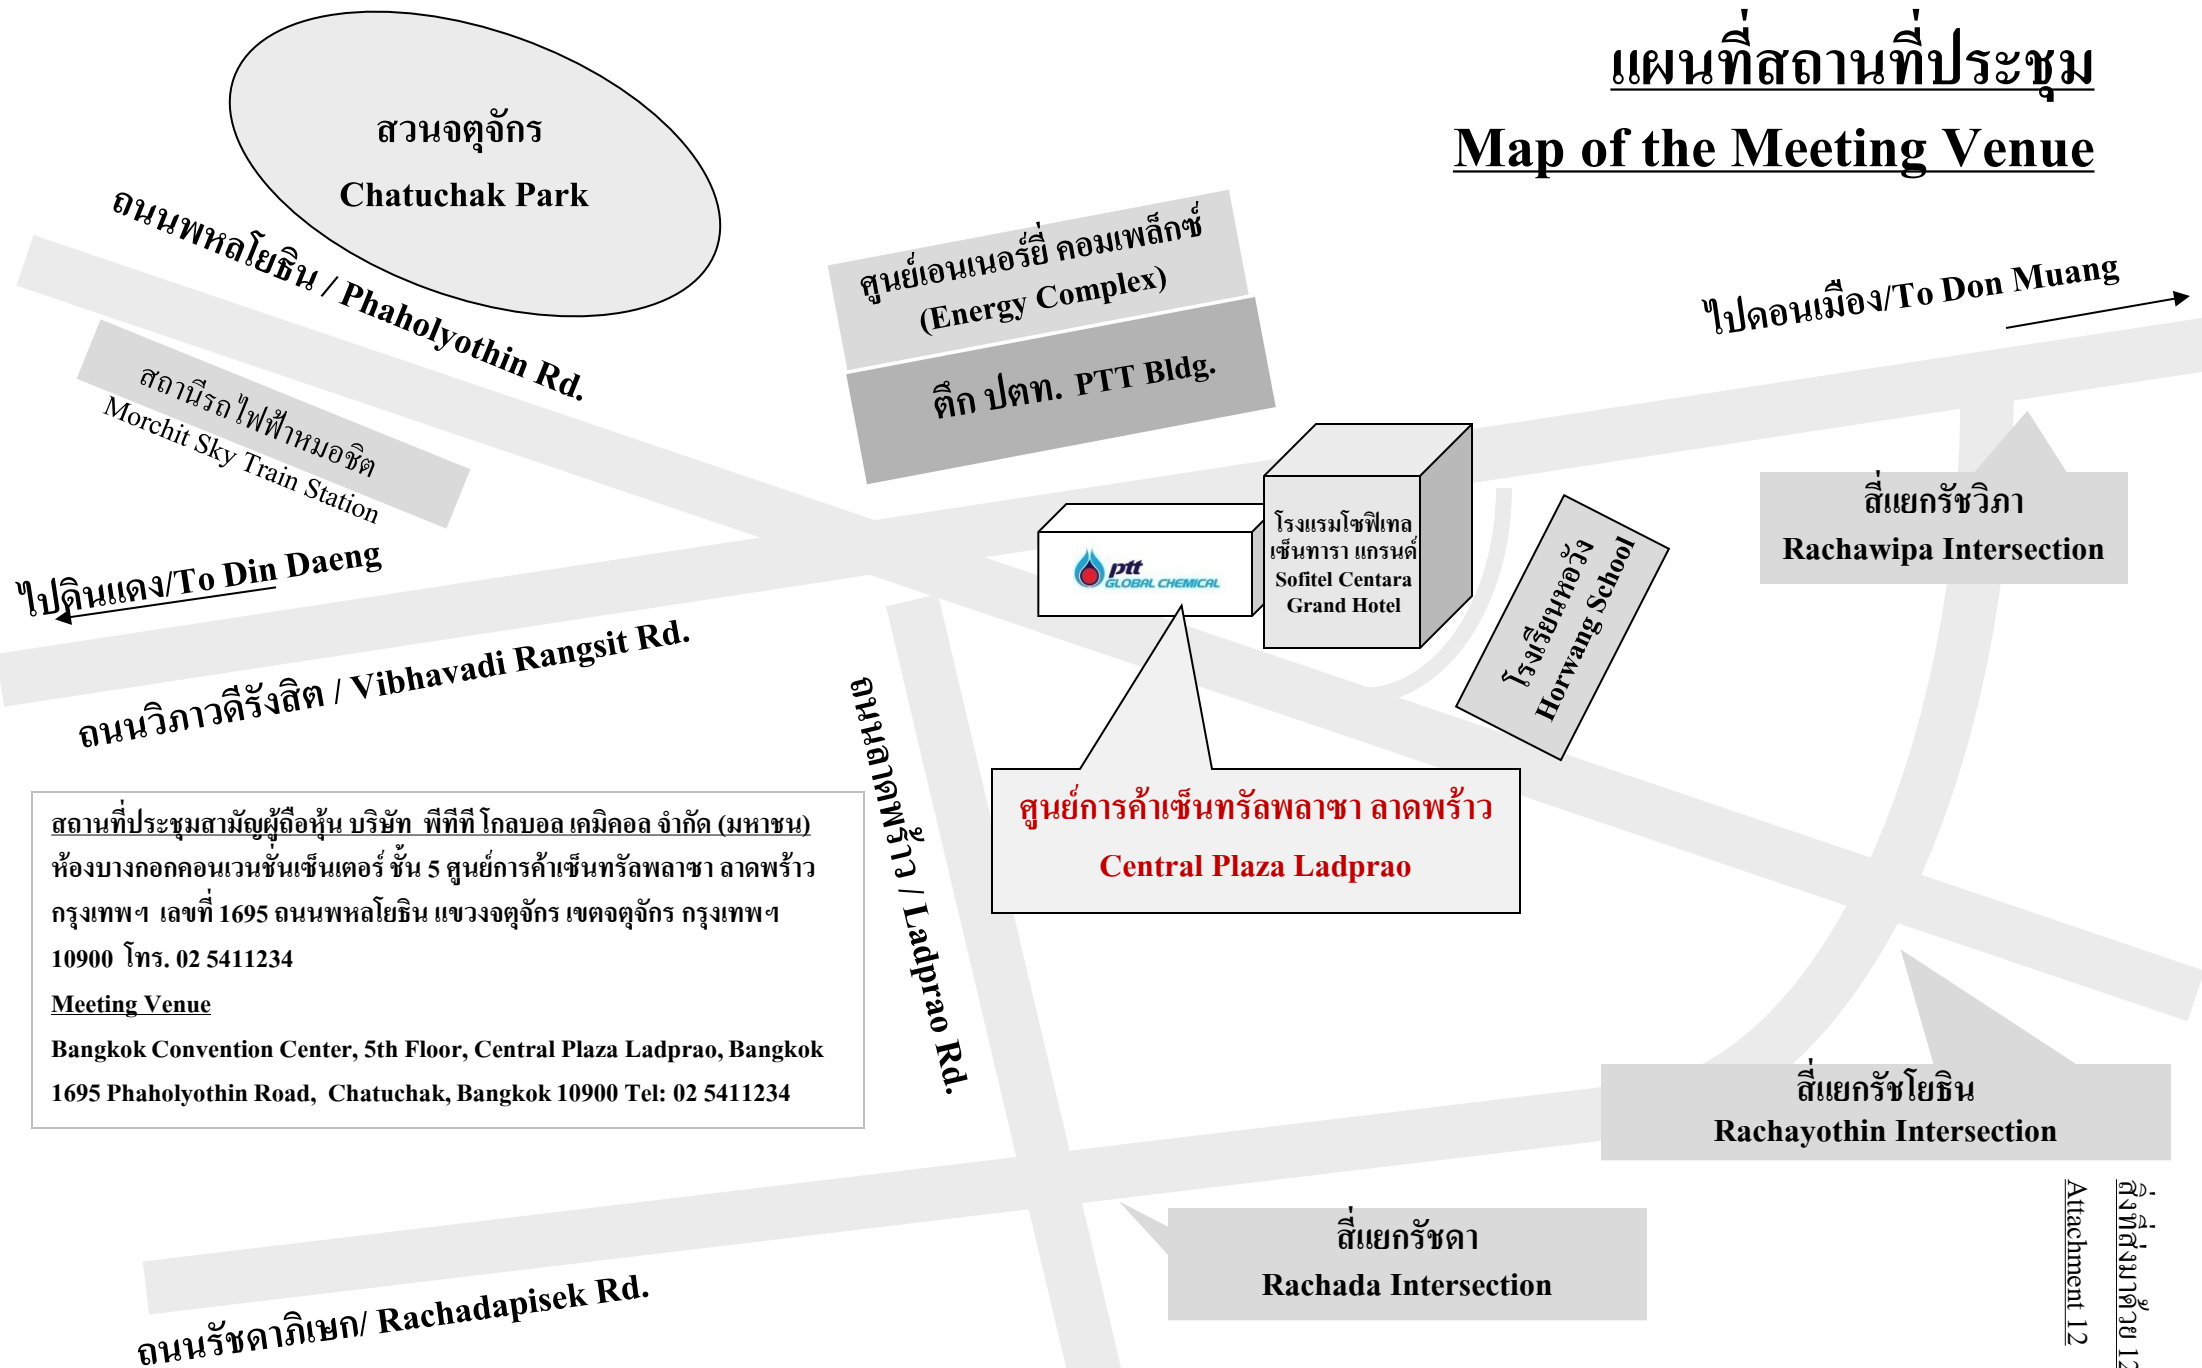 แผนที่สถานที่ประชุม
Map of the Meeting Venue
สวนจตุจักร
Chatuchak Park
ถนนพหลโยธิน / Phaholyothin Rd.
ศูนย์เอนเนอร์ยี่ คอมเพล็กซ์
(Energy Complex)
ตึก ปตท. PTT Bldg.
ไปดอนเมือง/To Don Muang
สถานีรถไฟฟ้าหมอชิต
Morchit Sky Train Station
สี่แยกรัชวิภา
Rachawipa Intersection
โรงแรมโซฟิเทล
เซ็นทารา แกรนด์
Sofitel Centara
Grand Hotel
ptt
GLOBAL CHEMICAL
โรงเรียนหอวัง
Horwang School
ไปดินแดง/To Din Daeng
ถนนวิภาวดีรังสิต / Vibhavadi Rangsit Rd.
ถนนลาดพร้าว / Ladprao Rd.
ศูนย์การค้าเซ็นทรัลพลาซา ลาดพร้าว
Central Plaza Ladprao
สถานที่ประชุมสามัญผู้ถือหุ้น บริษัท พีทีที โกลบอล เคมิคอล จำกัด (มหาชน)
ห้องบางกอกคอนเวนชั่นเซ็นเตอร์ ชั้น 5 ศูนย์การค้าเซ็นทรัลพลาซา ลาดพร้าว
กรุงเทพฯ เลขที่ 1695 ถนนพหลโยธิน แขวงจตุจักร เขตจตุจักร กรุงเทพฯ
10900 โทร. 02 5411234
Meeting Venue
Bangkok Convention Center, 5th Floor, Central Plaza Ladprao, Bangkok
1695 Phaholyothin Road, Chatuchak, Bangkok 10900 Tel: 02 5411234
สี่แยกรัชโยธิน
Rachayothin Intersection
สี่แยกรัชดา
Rachada Intersection
ถนนรัชดาภิเษก/ Rachadapisek Rd.
สิ่งที่ส่งมาด้วย 12
Attachment 12